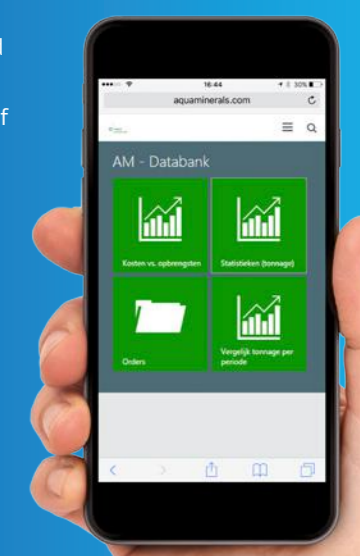 d
f
16:44
30%
aquaminerals.com
AM - Databank
Kosten vs. opbrengsten
Statistieken (tonnage)
Orders
Vergelijk tonnage per
periode